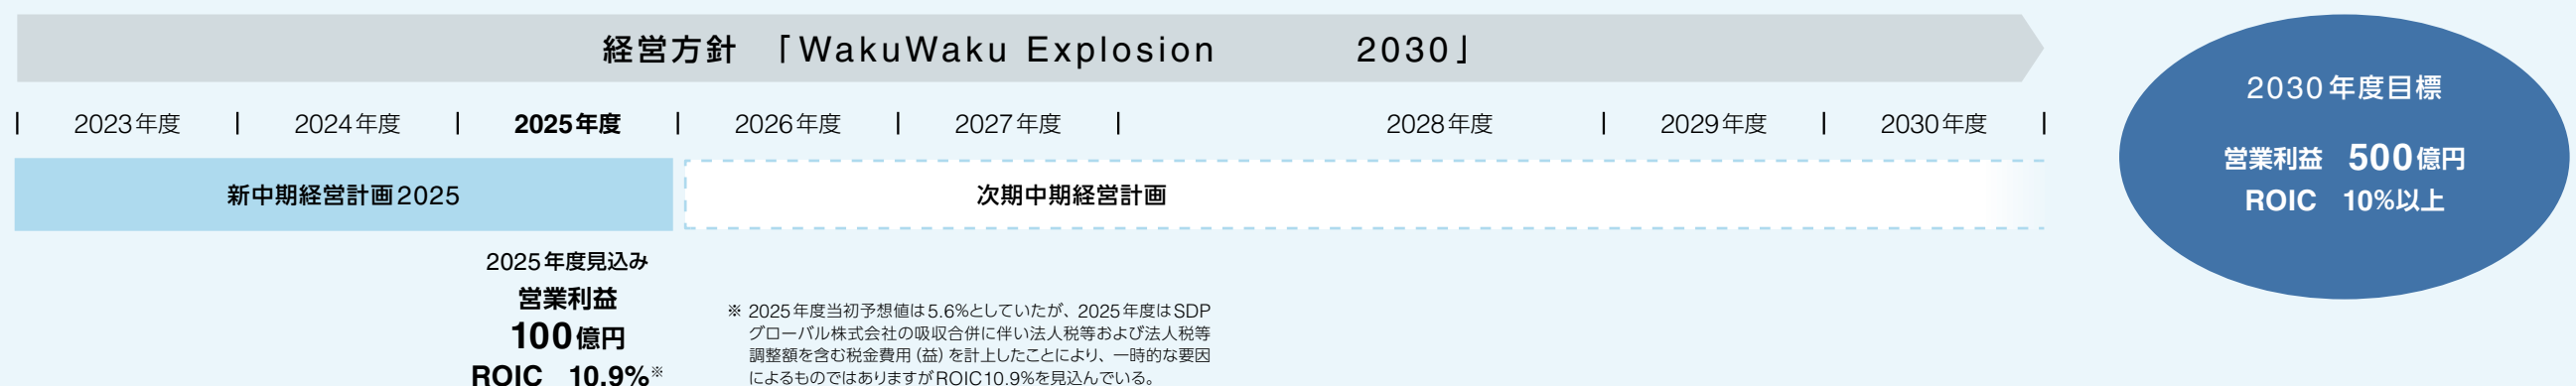 経営方針 「WakuWaku Explosion 2030」
2023年度 2024年度 2025年度 2026年度 2027年度 2028年度 2029年度 2030年度
新中期経営計画2025
次期中期経営計画
2025年度見込み
営業利益
100億円
ROIC 10.9%※
※ 2025年度当初予想値は5.6%としていたが、2025年度はSDP
グローバル株式会社の吸収合併に伴い法人税等および法人税等
調整額を含む税金費用（益）を計上したことにより、一時的な要因
によるものではありますがROIC10.9%を見込んでいる。
2030年度目標
営業利益 500億円
ROIC 10%以上